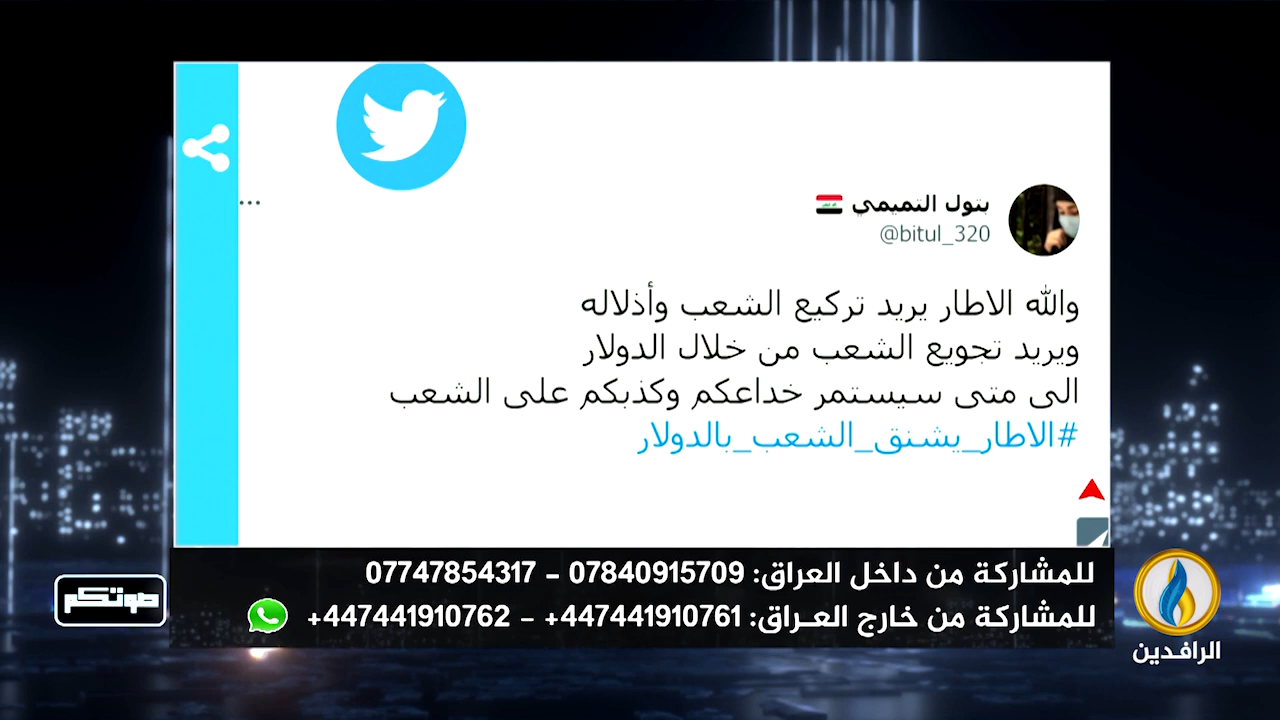 ...
بتول التميمي
@bitul_320
والله الاطار يريد تركيع الشعب وأذلاله
ويريد تجويع الشعب من خلال الدولار
الى متى سيستمر خداعكم وكذبكم على الشعب
#الاطار_يشنق_الشعب_بالدولار
للمشاركة من داخل العراق: 07840915709 - 07747854317
للمشاركة من خارج العـراق: 447441910761+ - 447441910762+
صوتكم
الرافدين